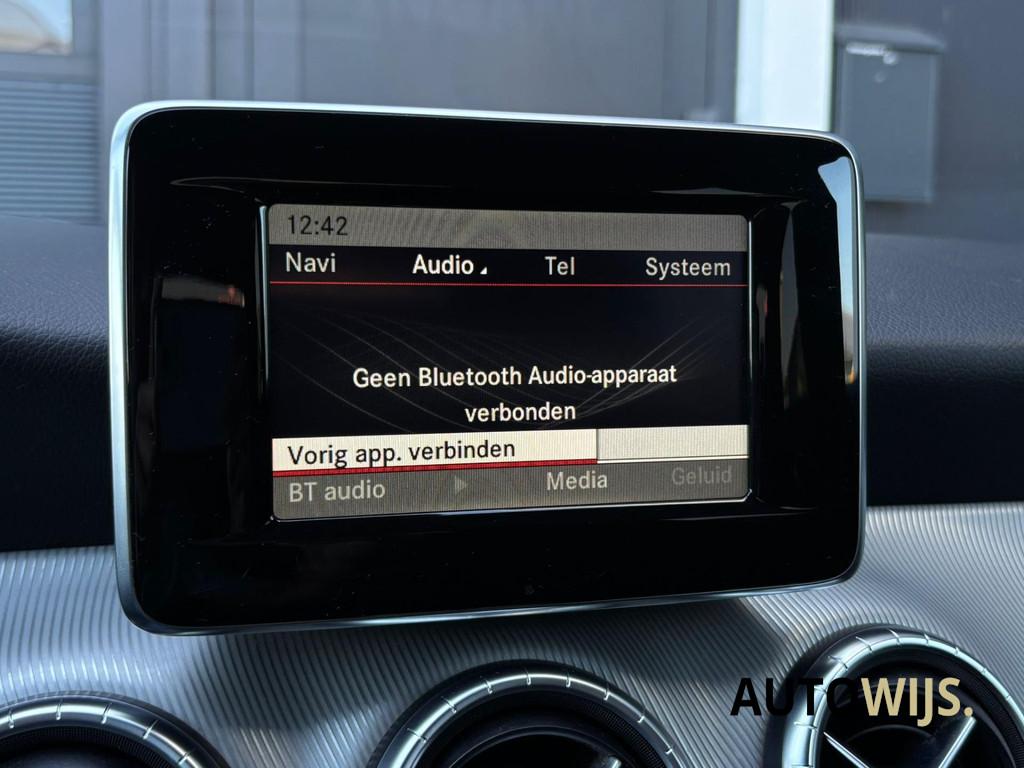 12:42
Navi Audio Tel Systeem
Geen Bluetooth Audio-apparaat
verbonden
Vorig app. verbinden
BT audio Media Geluid
AUTOWIJS.